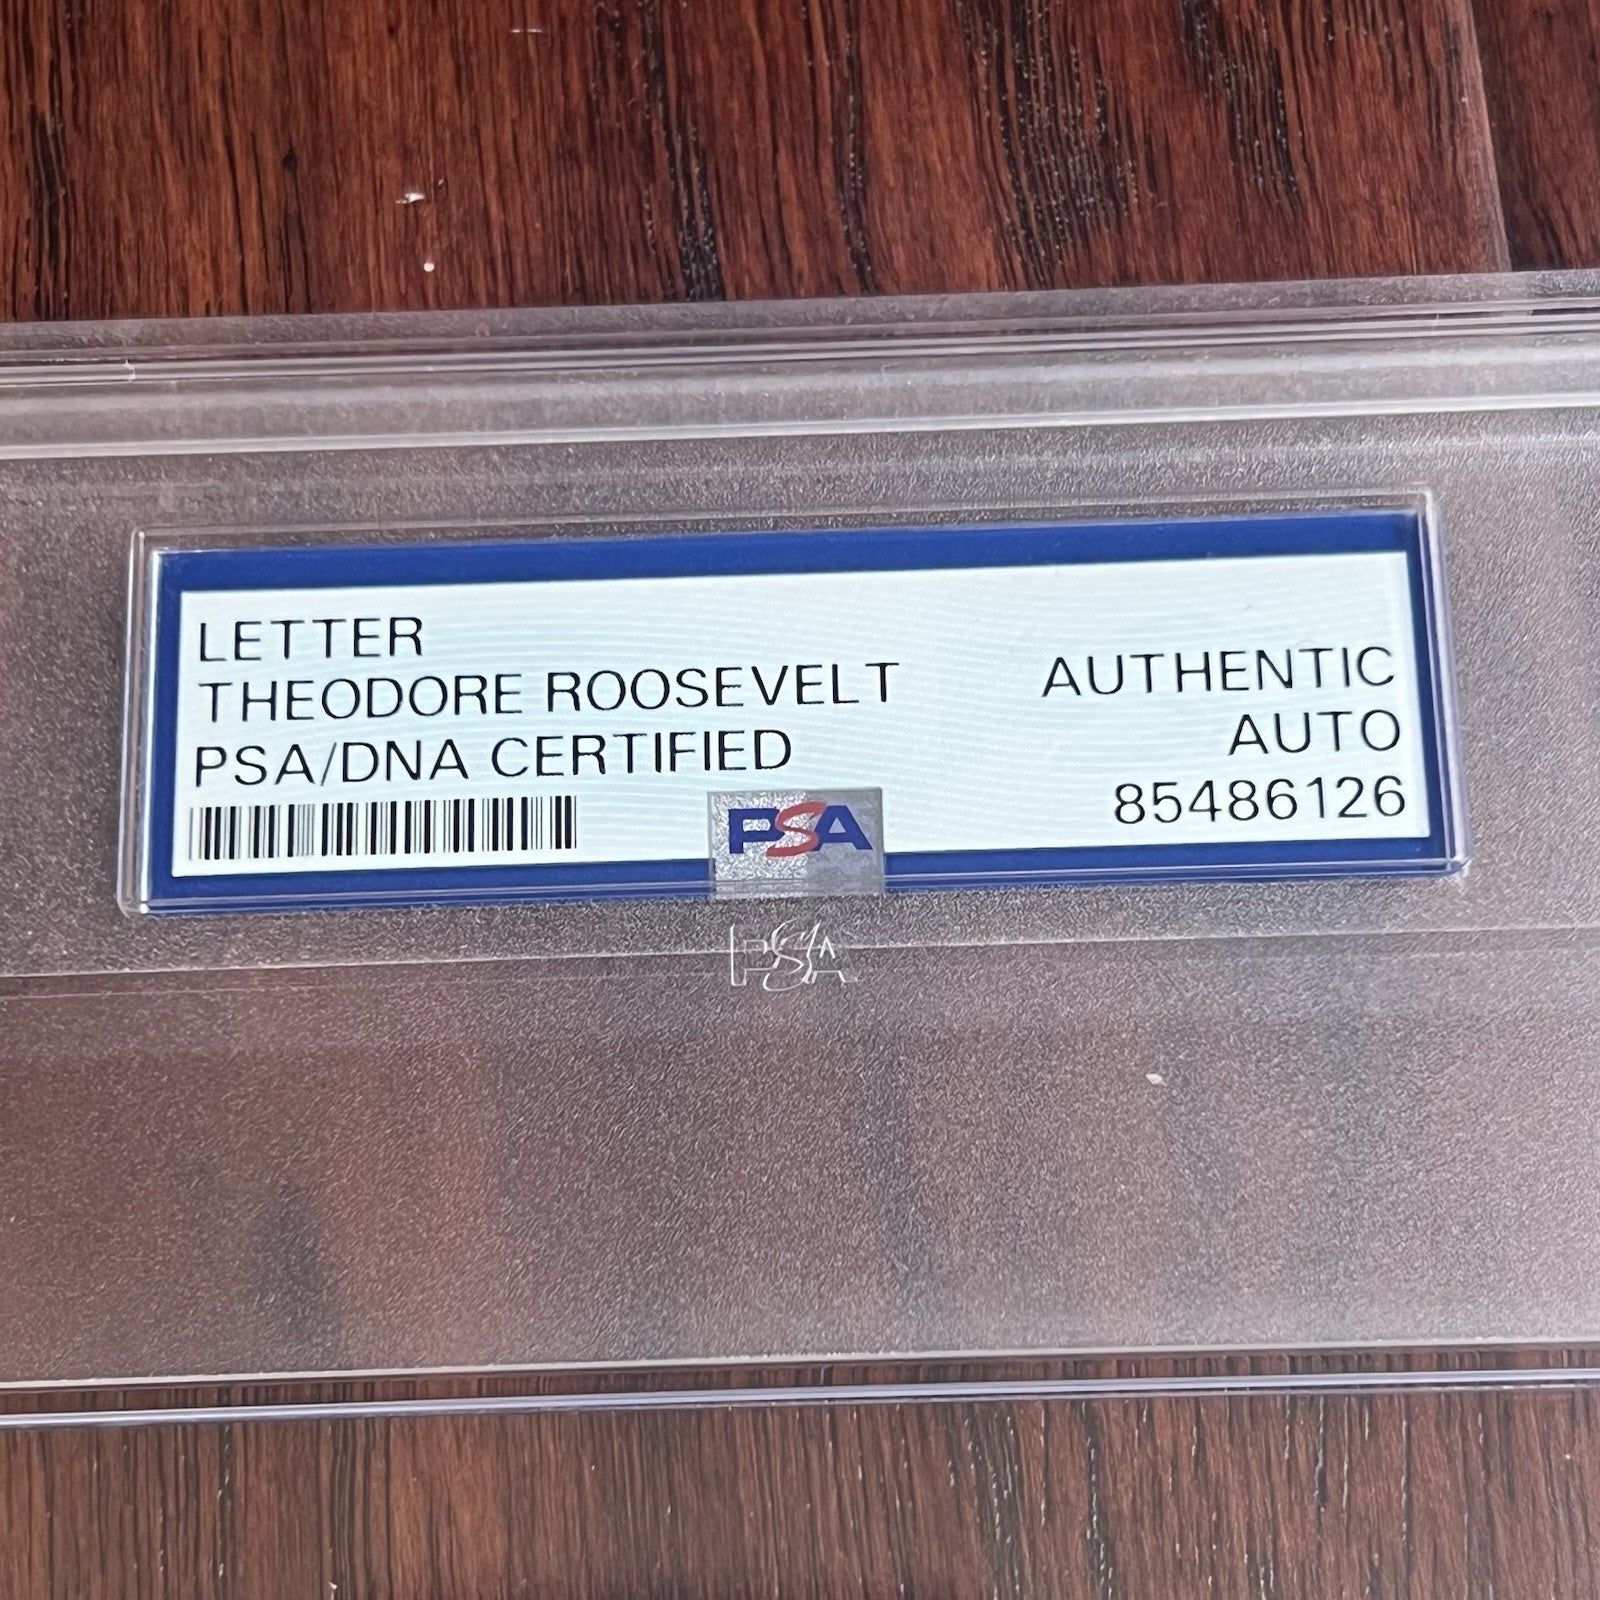 LETTER
THEODORE ROOSEVELT
PSA/DNA CERTIFIED
AUTHENTIC
AUTO
85486126
PSA
PSA